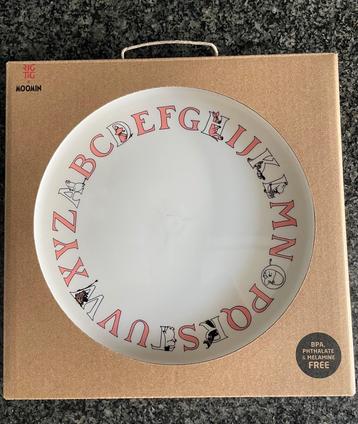 RIG
TIG
MOOMIN
ABCDEFGHIJKLMNOPQRSTUVWXYZ
BPA,
PHTHALATE
& MELAMINE
FREE